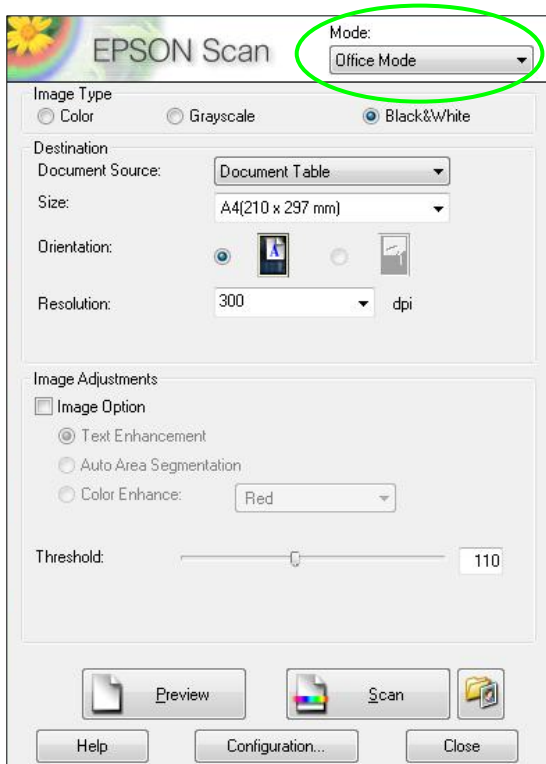 EPSON Scan
Mode:
Office Mode
Image Type
Color Grayscale Black&White
Destination
Document Source: Document Table
Size: A4(210 x 297 mm)
Orientation: A
Resolution: 300 dpi
Image Adjustments
Image Option
Text Enhancement
Auto Area Segmentation
Color Enhance: Red
Threshold: 110
Preview Scan
Help Configuration... Close